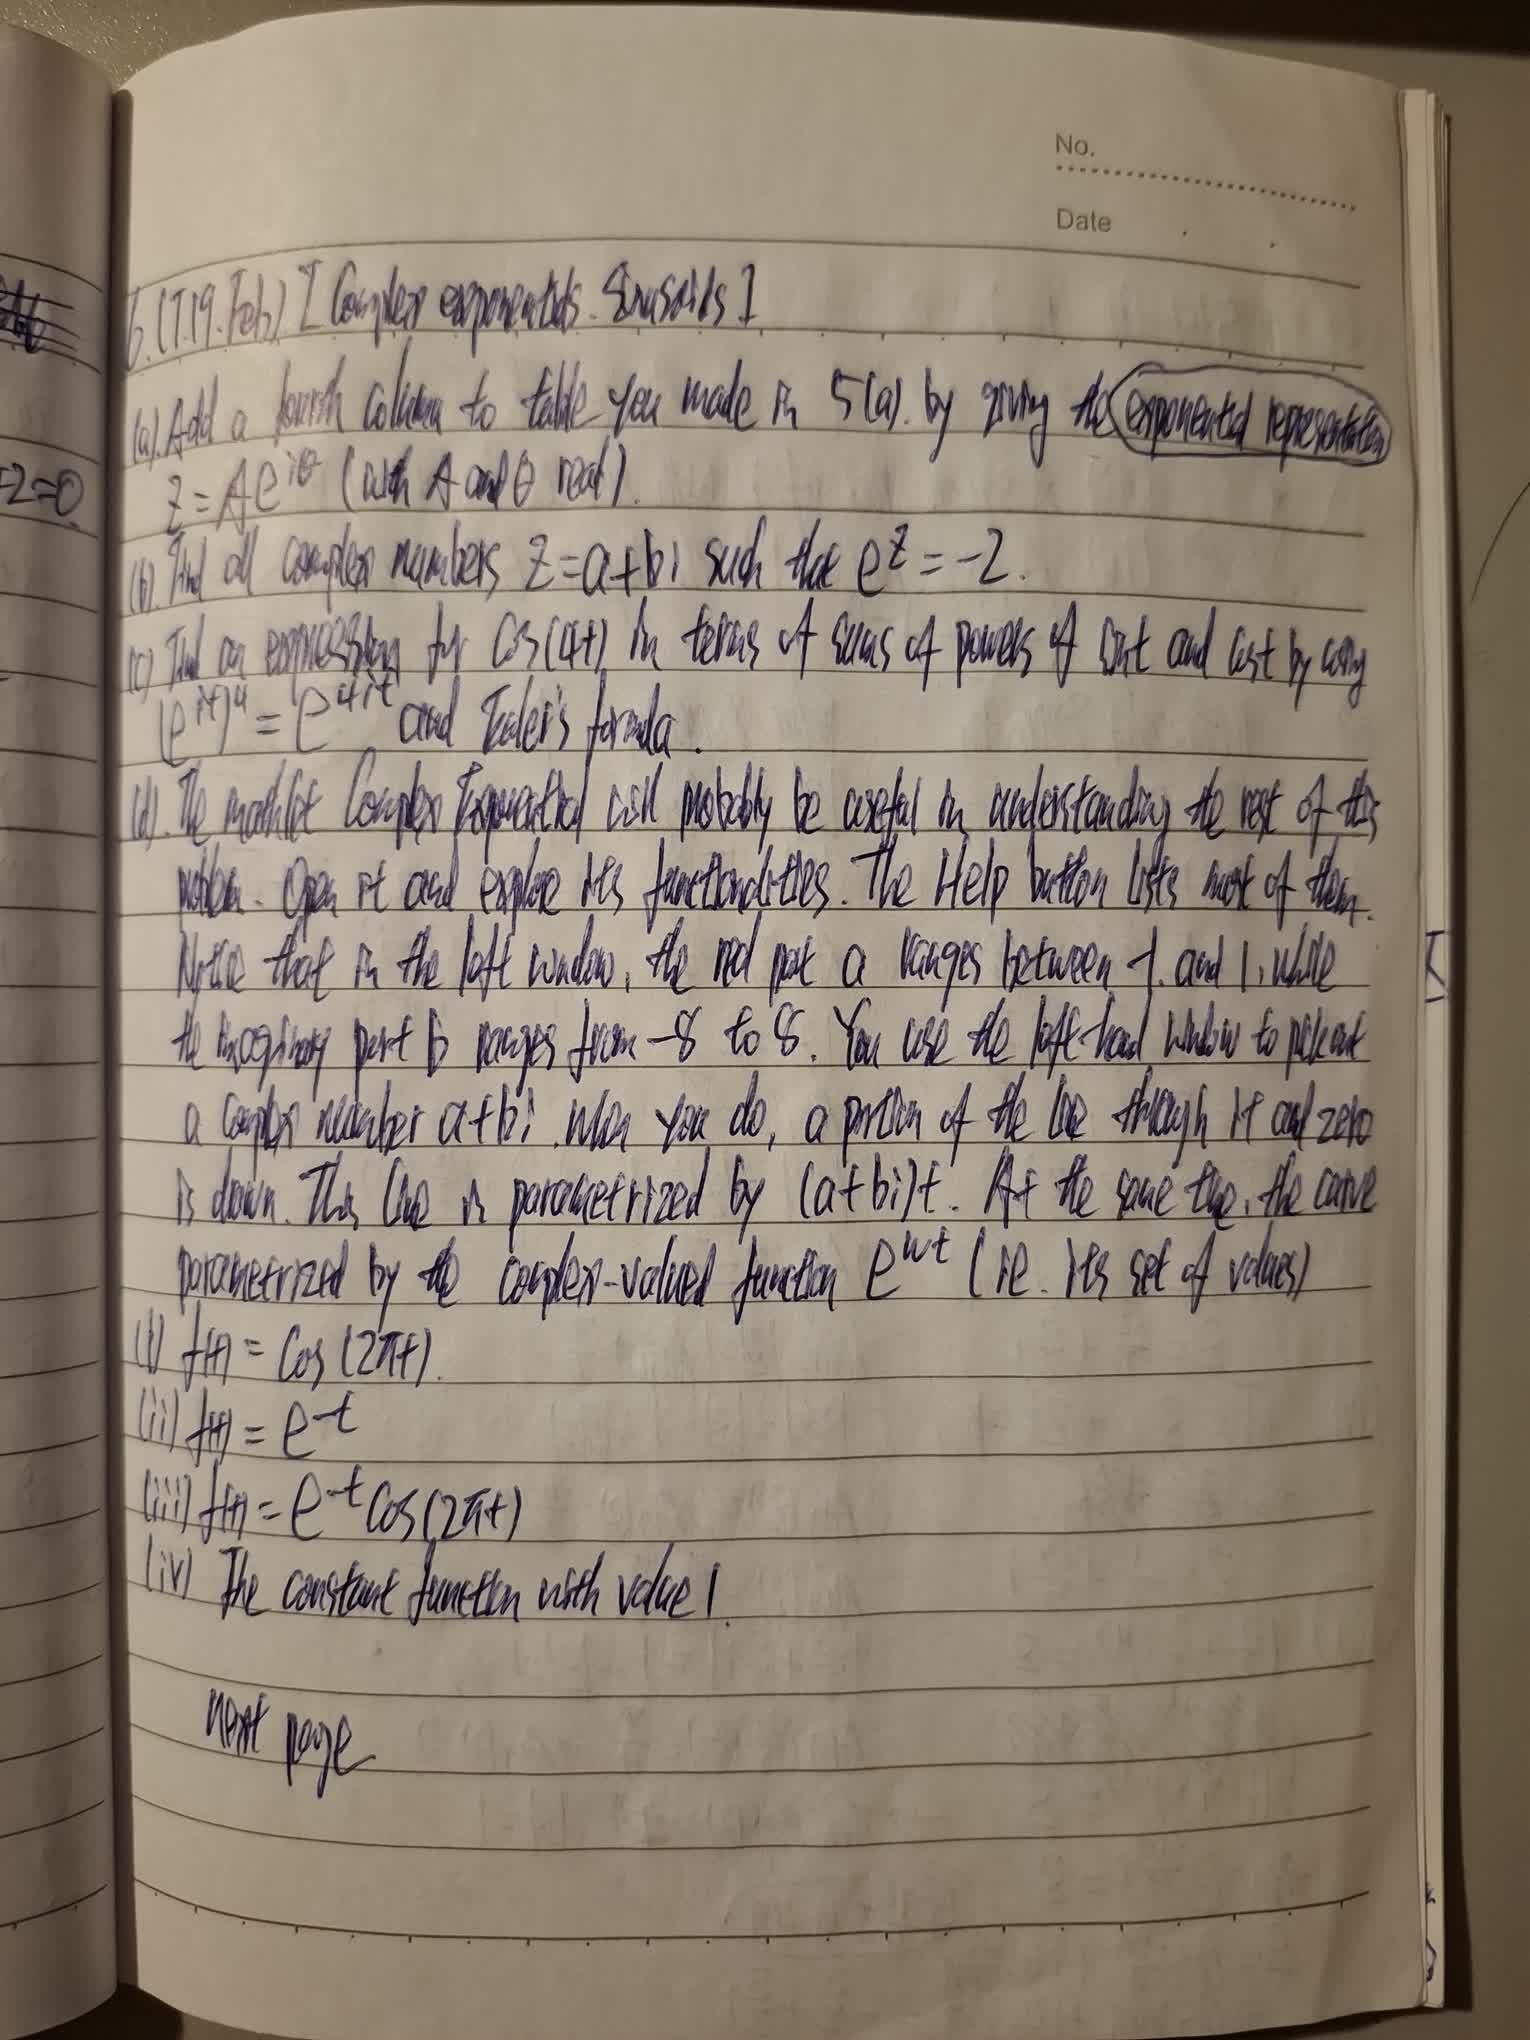 No.
Date
6. (T.19.Feb) [Complex exponentials. Sinusoids]
(a). Add a fourth column to table you made in 5(a). by giving the exponential representation
-2=0
z = Ae^{iθ} (with A and θ real).
(b). Find all complex numbers z=a+bi such that e^z = -2.
(c) Find an expression for cos(4t) in terms of sums of powers of sint and cost by using
(e^{it})^4 = e^{4it} and Euler's formula.
(d). The mathlet Complex Exponential will probably be useful in understanding the rest of this
problem. Open it and explore its functionalities. The Help button lists most of them.
Notice that in the left window, the real part a ranges between -1 and 1, while
the imaginary part b ranges from -8 to 8. You use the left-hand window to pick out
a complex number a+bi. When you do, a portion of the line through it and zero
is drawn. This line is parametrized by (a+bi)t. At the same time, the curve
parametrized by the complex-valued function e^{wt} (ie. its set of values)
(i) f(t) = cos(2πt).
(ii) f(t) = e^{-t}
(iii) f(t) = e^{-t} cos(2πt)
(iv) The constant function with value 1.
next page